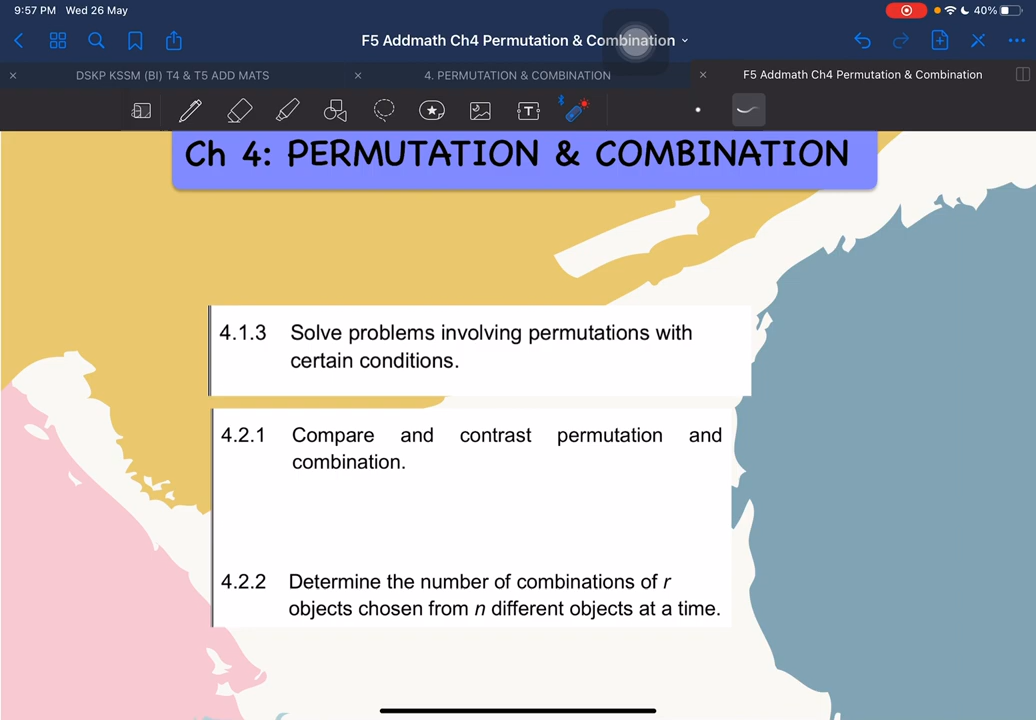 9:57 PM Wed 26 May
40%
F5 Addmath Ch4 Permutation & Combination
DSKP KSSM (BI) T4 & T5 ADD MATS
4. PERMUTATION & COMBINATION
F5 Addmath Ch4 Permutation & Combination
T
Ch 4: PERMUTATION & COMBINATION
4.1.3 Solve problems involving permutations with
certain conditions.
4.2.1 Compare and contrast permutation and
combination.
4.2.2 Determine the number of combinations of r
objects chosen from n different objects at a time.